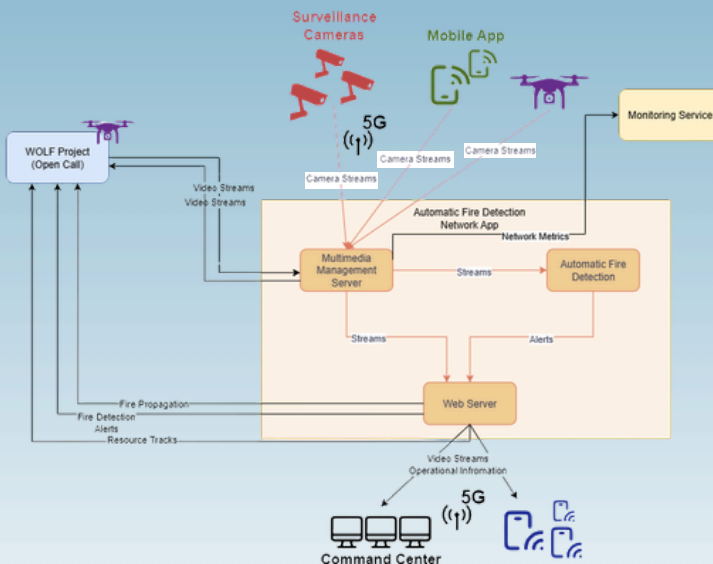 Surveillance
Cameras
Mobile App
5G
Monitoring Service
WOLF Project
(Open Call)
Camera Streams
Camera Streams
Camera Streams
Video Streams
Video Streams
Automatic Fire Detection
Network App
Network Metrics
Multimedia
Management
Server
Streams
Automatic Fire
Detection
Streams
Alerts
Web Server
Fire Propagation
Fire Detection
Alerts
Resource Tracks
Video Streams
Operational Infromation
5G
Command Center